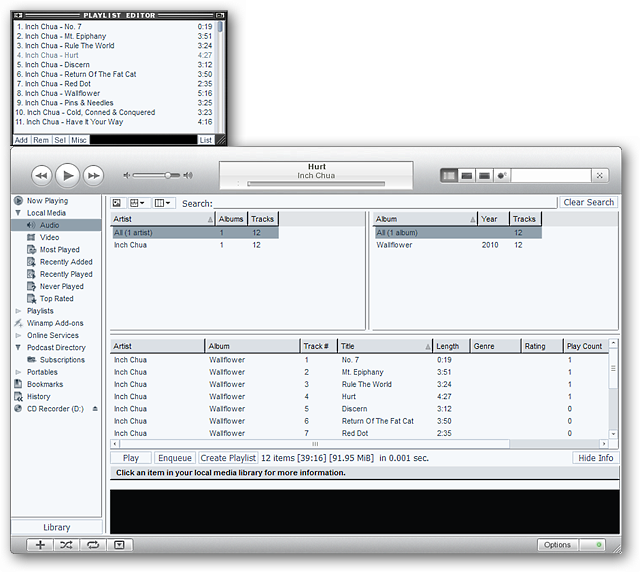 PLAYLIST EDITOR
1. Inch Chua - No. 7 0:19
2. Inch Chua - Mt. Epiphany 3:51
3. Inch Chua - Rule The World 3:24
4. Inch Chua - Hurt 4:27
5. Inch Chua - Discern 3:12
6. Inch Chua - Return Of The Fat Cat 3:50
7. Inch Chua - Red Dot 2:35
8. Inch Chua - Wallflower 5:16
9. Inch Chua - Pins & Needles 3:25
10. Inch Chua - Cold, Conned & Conquered 3:23
11. Inch Chua - Have It Your Way 4:16
Add Rem Sel Misc List
Hurt
Inch Chua
Now Playing
Local Media
Audio
Video
Most Played
Recently Added
Recently Played
Never Played
Top Rated
Playlists
Winamp Add-ons
Online Services
Podcast Directory
Subscriptions
Portables
Bookmarks
History
CD Recorder (D:)
Library
Search: Clear Search
Artist Albums Tracks
All (1 artist) 1 12
Inch Chua 1 12
Album Year Tracks
All (1 album) 12
Wallflower 2010 12
Artist Album Track # Title Length Genre Rating Play Count
Inch Chua Wallflower 1 No. 7 0:19 1
Inch Chua Wallflower 2 Mt. Epiphany 3:51 1
Inch Chua Wallflower 3 Rule The World 3:24 1
Inch Chua Wallflower 4 Hurt 4:27 1
Inch Chua Wallflower 5 Discern 3:12 0
Inch Chua Wallflower 6 Return Of The Fat Cat 3:50 0
Inch Chua Wallflower 7 Red Dot 2:35 0
Play Enqueue Create Playlist 12 items [39:16] [91.95 MiB] in 0.001 sec. Hide Info
Click an item in your local media library for more information.
Options